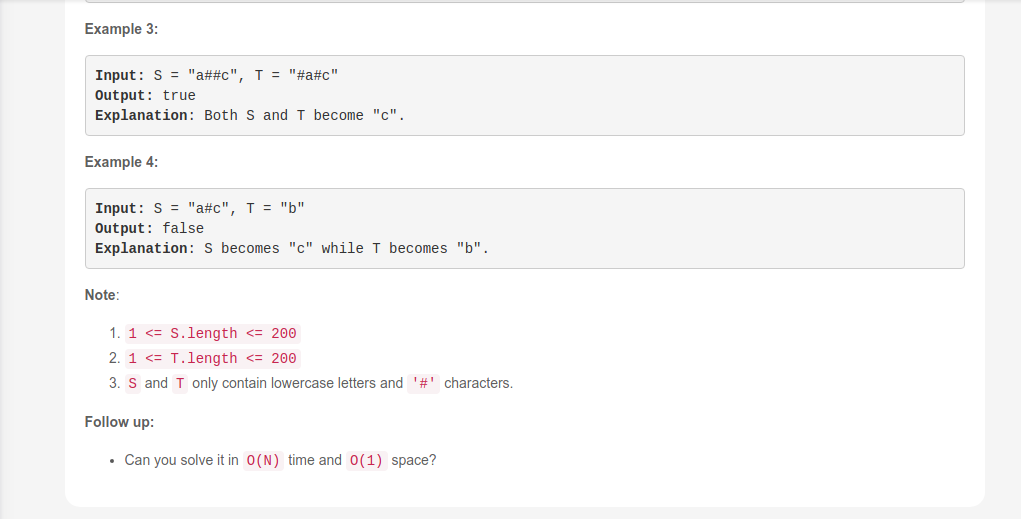 Example 3:
Input: S = "a##c", T = "#a#c"
Output: true
Explanation: Both S and T become "c".
Example 4:
Input: S = "a#c", T = "b"
Output: false
Explanation: S becomes "c" while T becomes "b".
Note:
1. 1 <= S.length <= 200
2. 1 <= T.length <= 200
3. S and T only contain lowercase letters and '#' characters.
Follow up:
• Can you solve it in O(N) time and O(1) space?